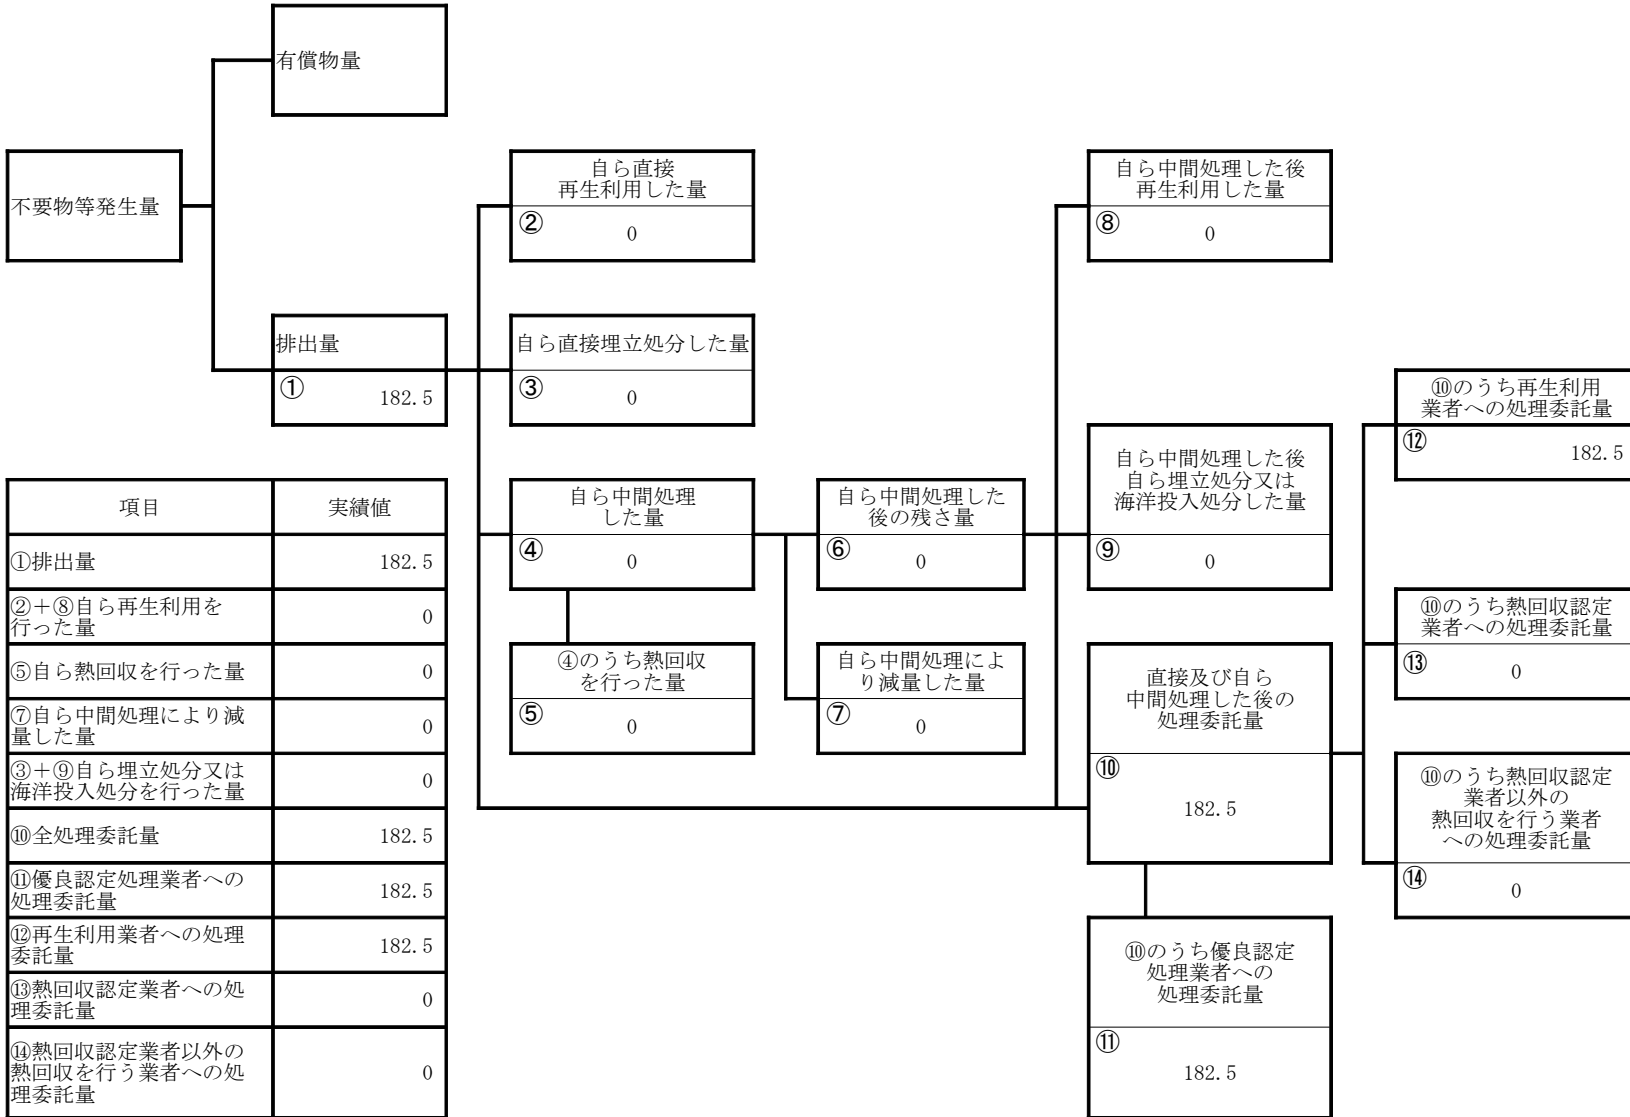 有償物量
不要物等発生量
排出量
①
182.5
自ら直接
再生利用した量
②
0
自ら直接埋立処分した量
③
0
自ら中間処理
した量
④
0
④のうち熱回収
を行った量
⑤
0
自ら中間処理した
後の残さ量
⑥
0
自ら中間処理によ
り減量した量
⑦
0
自ら中間処理した後
再生利用した量
⑧
0
自ら中間処理した後
自ら埋立処分又は
海洋投入処分した量
⑨
0
直接及び自ら
中間処理した後の
処理委託量
⑩
182.5
⑩のうち優良認定
処理業者への
処理委託量
⑪
182.5
⑩のうち再生利用
業者への処理委託量
⑫
182.5
⑩のうち熱回収認定
業者への処理委託量
⑬
0
⑩のうち熱回収認定
業者以外の
熱回収を行う業者
への処理委託量
⑭
0
項目 実績値
①排出量 182.5
②＋⑧自ら再生利用を
行った量 0
⑤自ら熱回収を行った量 0
⑦自ら中間処理により減
量した量 0
③＋⑨自ら埋立処分又は
海洋投入処分を行った量 0
⑩全処理委託量 182.5
⑪優良認定処理業者への
処理委託量 182.5
⑫再生利用業者への処理
委託量 182.5
⑬熱回収認定業者への処
理委託量 0
⑭熱回収認定業者以外の
熱回収を行う業者への処
理委託量 0